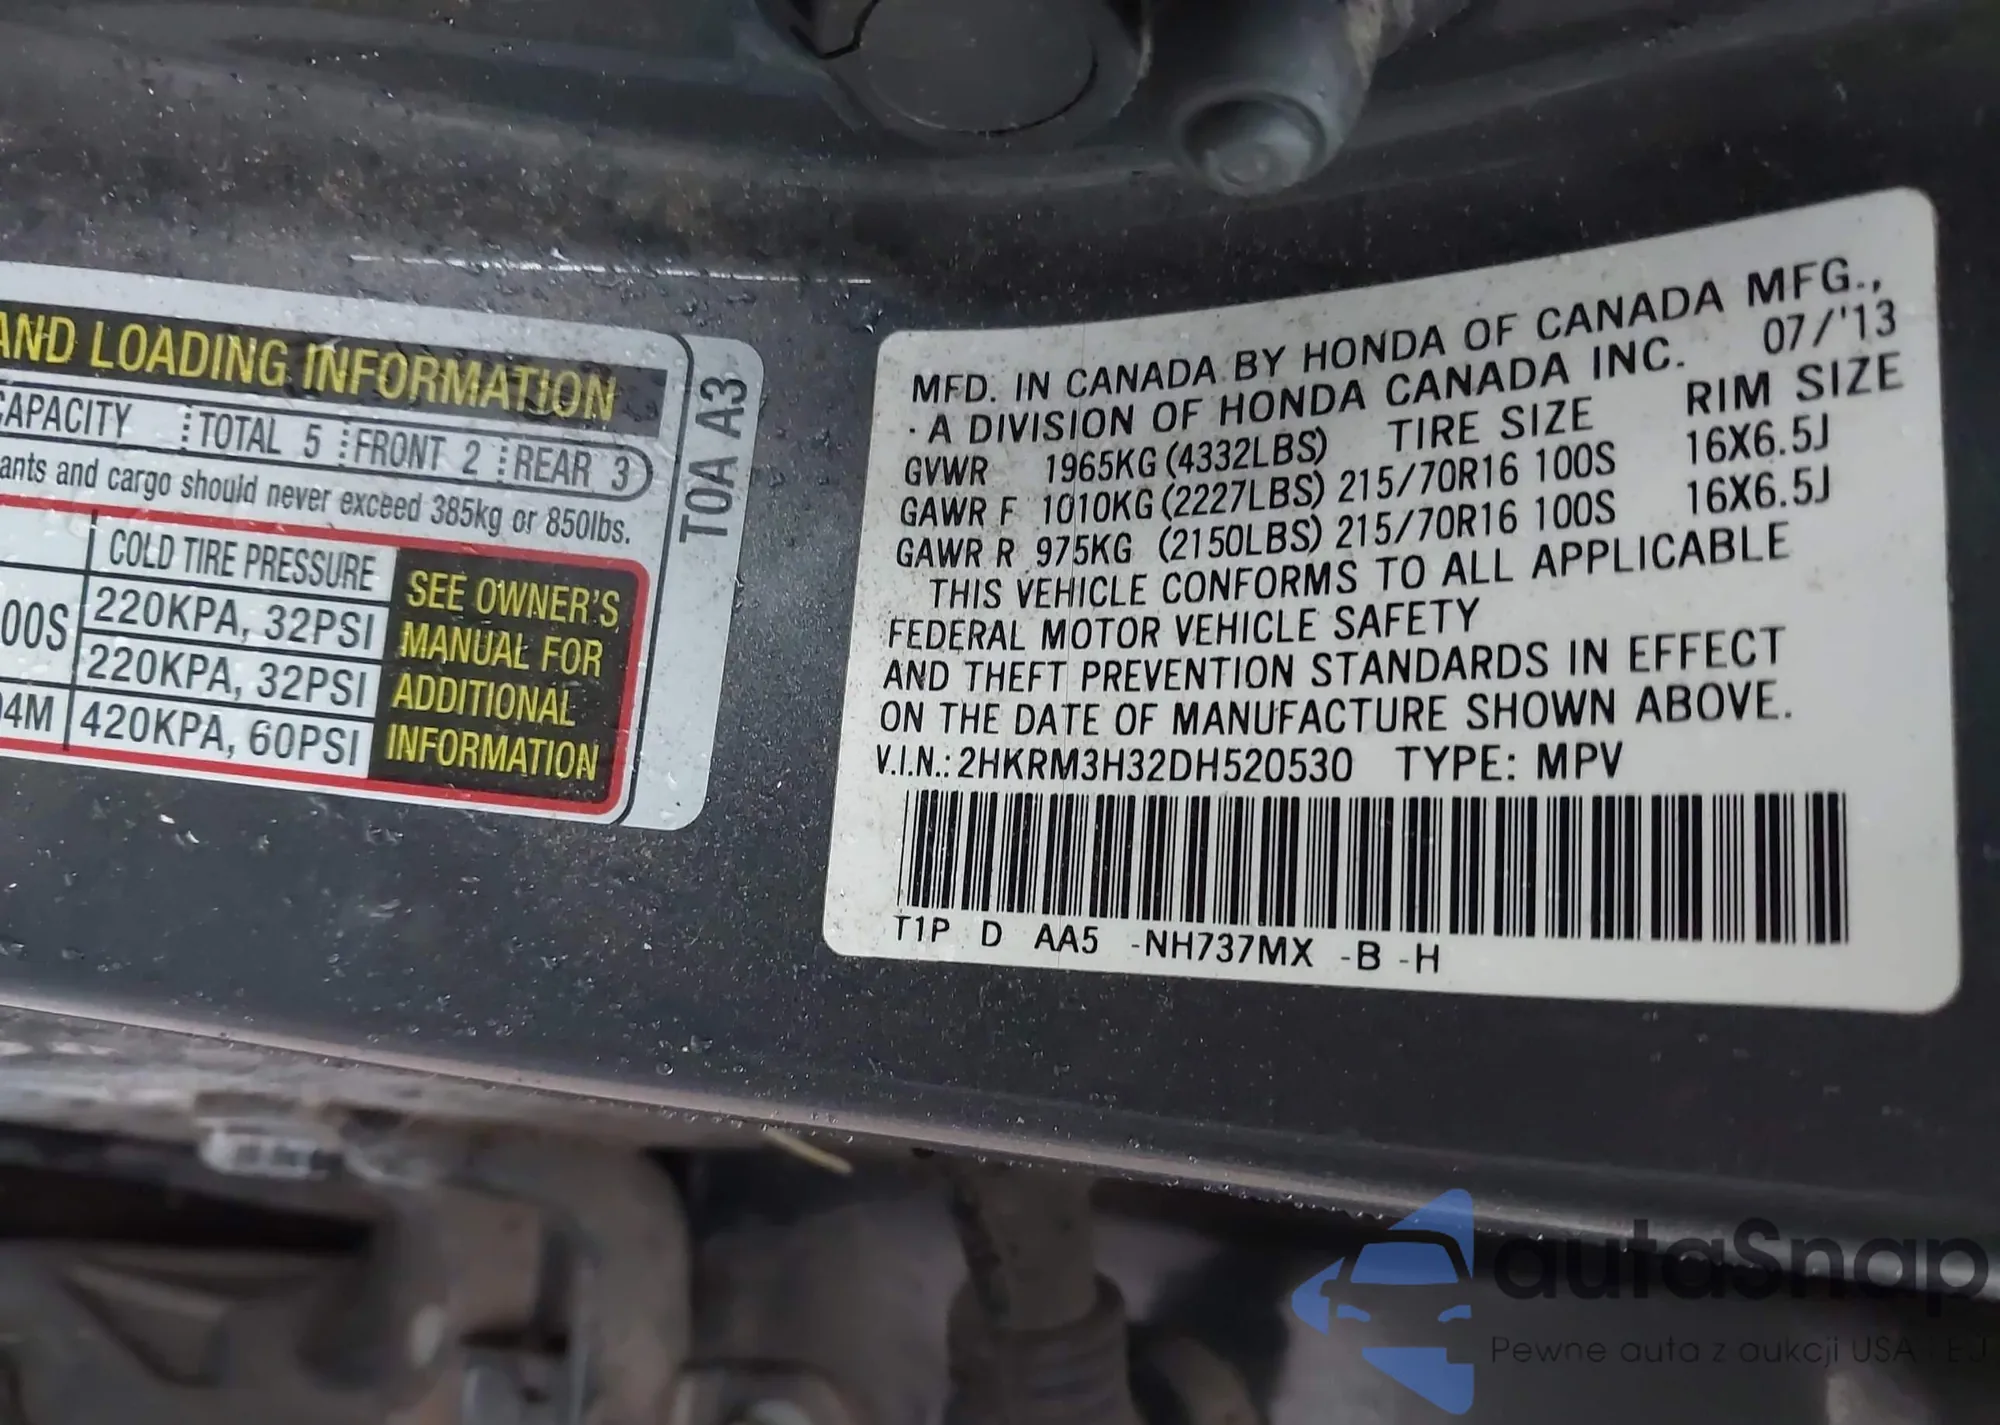 AND LOADING INFORMATION
CAPACITY TOTAL 5 FRONT 2 REAR 3
ants and cargo should never exceed 385kg or 850lbs.
COLD TIRE PRESSURE
00S 220KPA, 32PSI
220KPA, 32PSI
04M 420KPA, 60PSI
SEE OWNER'S
MANUAL FOR
ADDITIONAL
INFORMATION
T0A A3
MFD. IN CANADA BY HONDA OF CANADA MFG.,
· A DIVISION OF HONDA CANADA INC. 07/'13
GVWR 1965KG (4332LBS) TIRE SIZE RIM SIZE
GAWR F 1010KG (2227LBS) 215/70R16 100S 16X6.5J
GAWR R 975KG (2150LBS) 215/70R16 100S 16X6.5J
THIS VEHICLE CONFORMS TO ALL APPLICABLE
FEDERAL MOTOR VEHICLE SAFETY
AND THEFT PREVENTION STANDARDS IN EFFECT
ON THE DATE OF MANUFACTURE SHOWN ABOVE.
V.I.N.: 2HKRM3H32DH520530 TYPE: MPV
T1P D AA5 -NH737MX -B -H
autaSnap
Pewne auta z aukcji USA i EU